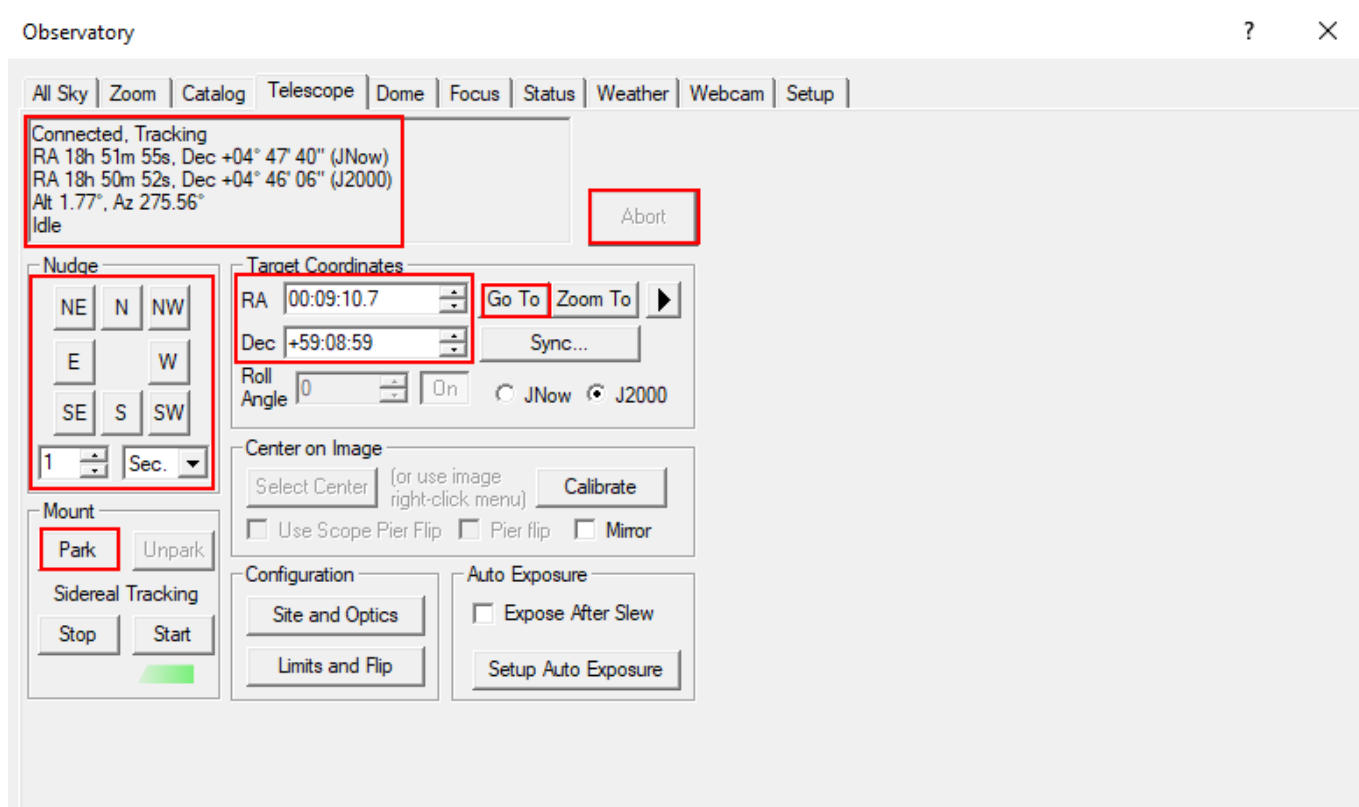 Observatory
? ×
All Sky Zoom Catalog Telescope Dome Focus Status Weather Webcam Setup
Connected, Tracking
RA 18h 51m 55s, Dec +04° 47' 40" (JNow)
RA 18h 50m 52s, Dec +04° 46' 06" (J2000)
Alt 1.77°, Az 275.56°
Idle
Abort
Nudge
NE N NW
E W
SE S SW
1 Sec.
Target Coordinates
RA 00:09:10.7 Go To Zoom To
Dec +59:08:59 Sync...
Roll
Angle 0 On JNow J2000
Center on Image
Select Center (or use image
right-click menu) Calibrate
Use Scope Pier Flip Pier flip Mirror
Mount
Park Unpark
Sidereal Tracking
Stop Start
Configuration
Site and Optics
Limits and Flip
Auto Exposure
Expose After Slew
Setup Auto Exposure